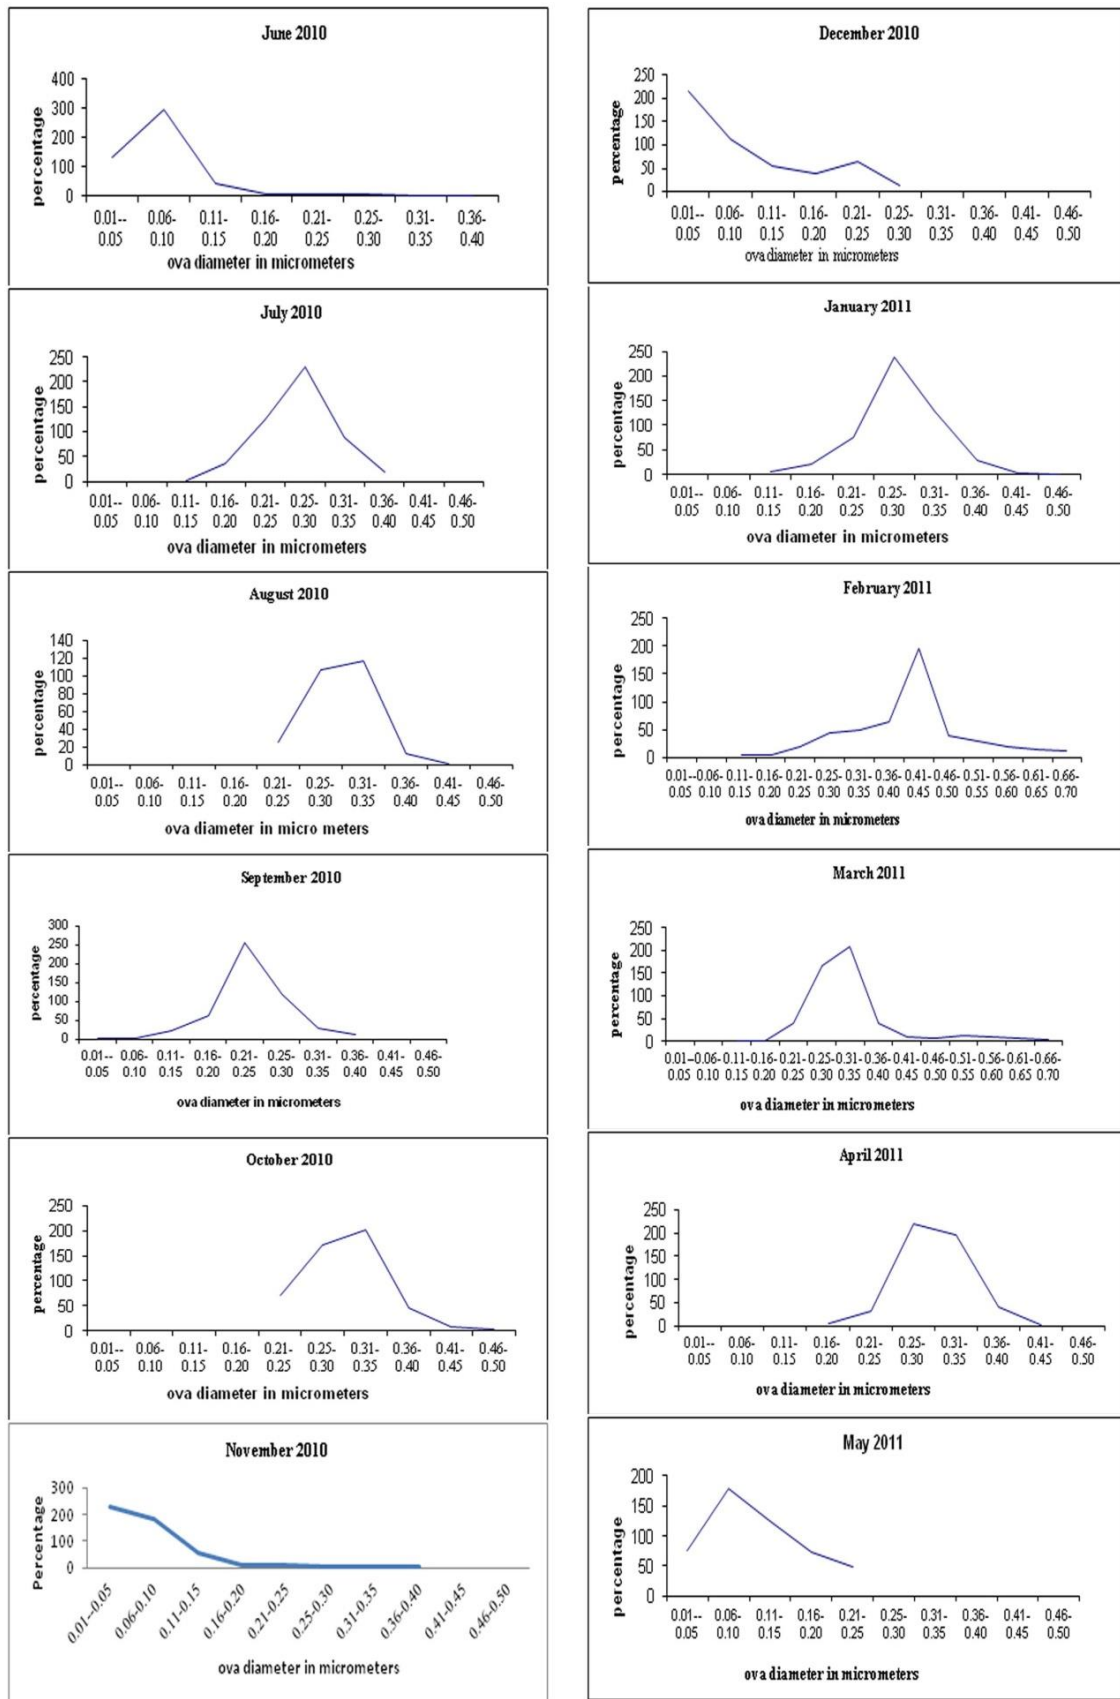 June 2010
percentage
400
300
200
100
0
0.01-- 0.06- 0.11- 0.16- 0.21- 0.25- 0.31- 0.36-
0.05 0.10 0.15 0.20 0.25 0.30 0.35 0.40
ova diameter in micrometers
December 2010
percentage
250
200
150
100
50
0
0.01-- 0.06- 0.11- 0.16- 0.21- 0.25- 0.31- 0.36- 0.41- 0.46-
0.05 0.10 0.15 0.20 0.25 0.30 0.35 0.40 0.45 0.50
ova diameter in micrometers
July 2010
percentage
250
200
150
100
50
0
0.01-- 0.06- 0.11- 0.16- 0.21- 0.25- 0.31- 0.36- 0.41- 0.46-
0.05 0.10 0.15 0.20 0.25 0.30 0.35 0.40 0.45 0.50
ova diameter in micrometers
January 2011
percentage
250
200
150
100
50
0
0.01-- 0.06- 0.11- 0.16- 0.21- 0.25- 0.31- 0.36- 0.41- 0.46-
0.05 0.10 0.15 0.20 0.25 0.30 0.35 0.40 0.45 0.50
ova diameter in micrometers
August 2010
percentage
140
120
100
80
60
40
20
0
0.01-- 0.06- 0.11- 0.16- 0.21- 0.25- 0.31- 0.36- 0.41- 0.46-
0.05 0.10 0.15 0.20 0.25 0.30 0.35 0.40 0.45 0.50
ova diameter in micro meters
February 2011
percentage
250
200
150
100
50
0
0.01--0.06- 0.11- 0.16- 0.21- 0.25- 0.31- 0.36- 0.41- 0.46- 0.51- 0.56- 0.61- 0.66-
0.05 0.10 0.15 0.20 0.25 0.30 0.35 0.40 0.45 0.50 0.55 0.60 0.65 0.70
ova diameter in micrometers
September 2010
percentage
300
250
200
150
100
50
0
0.01-- 0.06- 0.11- 0.16- 0.21- 0.25- 0.31- 0.36- 0.41- 0.46-
0.05 0.10 0.15 0.20 0.25 0.30 0.35 0.40 0.45 0.50
ova diameter in micrometers
March 2011
percentage
250
200
150
100
50
0
0.01--0.06- 0.11- 0.16- 0.21- 0.25- 0.31- 0.36- 0.41- 0.46- 0.51- 0.56- 0.61- 0.66-
0.05 0.10 0.15 0.20 0.25 0.30 0.35 0.40 0.45 0.50 0.55 0.60 0.65 0.70
ova diameter in micrometers
October 2010
percentage
250
200
150
100
50
0
0.01-- 0.06- 0.11- 0.16- 0.21- 0.25- 0.31- 0.36- 0.41- 0.46-
0.05 0.10 0.15 0.20 0.25 0.30 0.35 0.40 0.45 0.50
ova diameter in micrometers
April 2011
percentage
250
200
150
100
50
0
0.01-- 0.06- 0.11- 0.16- 0.21- 0.25- 0.31- 0.36- 0.41- 0.46-
0.05 0.10 0.15 0.20 0.25 0.30 0.35 0.40 0.45 0.50
ova diameter in micrometers
November 2010
Percentage
300
200
100
0
0.01--0.05 0.06-0.10 0.11-0.15 0.16-0.20 0.21-0.25 0.25-0.30 0.31-0.35 0.36-0.40 0.41-0.45 0.46-0.50
ova diameter in micrometers
May 2011
percentage
200
150
100
50
0
0.01-- 0.06- 0.11- 0.16- 0.21- 0.25- 0.31- 0.36- 0.41- 0.46-
0.05 0.10 0.15 0.20 0.25 0.30 0.35 0.40 0.45 0.50
ova diameter in micrometers